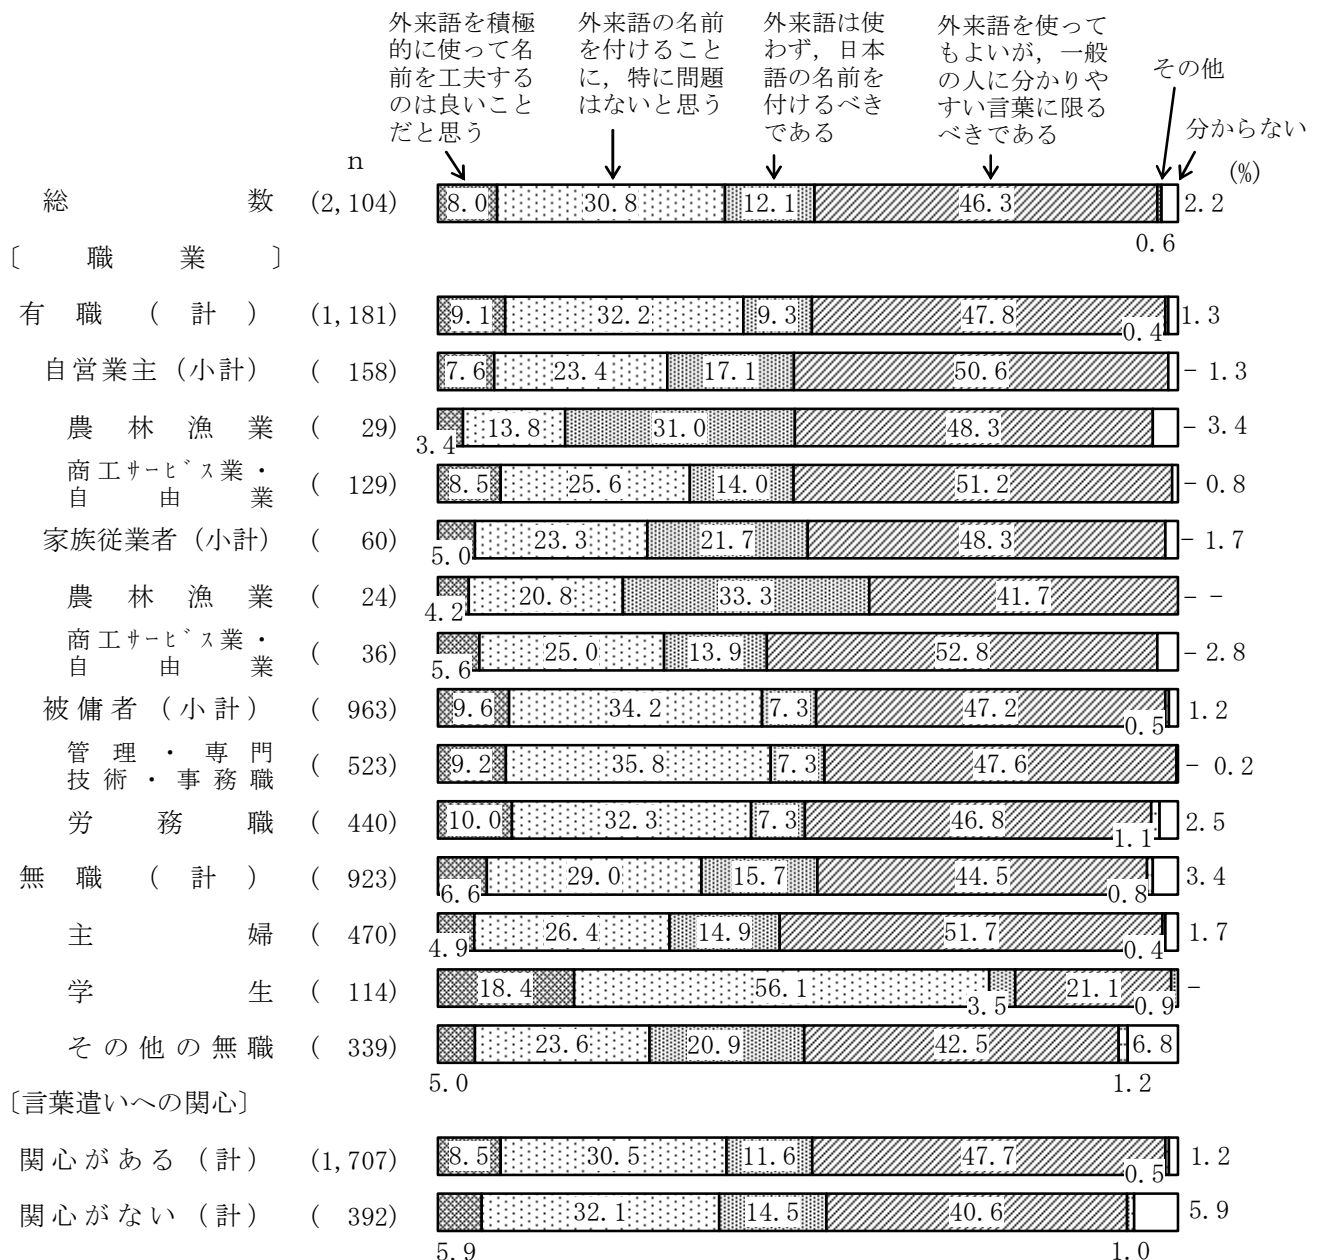 外来語を積極
的に使って名
前を工夫する
のは良いこと
だと思う
外来語の名前
を付けること
に，特に問題
はないと思う
外来語は使
わず，日本
語の名前を
付けるべき
である
外来語を使って
もよいが，一般
の人に分かりや
すい言葉に限る
べきである
その他
分からない
n
(%)
総数 (2,104) 8.0 30.8 12.1 46.3 2.2
0.6
〔職業〕
有職（計） (1,181) 9.1 32.2 9.3 47.8 0.4 1.3
自営業主（小計） ( 158) 7.6 23.4 17.1 50.6 - 1.3
農林漁業 ( 29) 3.4 13.8 31.0 48.3 - 3.4
商工ｻｰﾋﾞｽ業・
自由業 ( 129) 8.5 25.6 14.0 51.2 - 0.8
家族従業者（小計） ( 60) 5.0 23.3 21.7 48.3 - 1.7
農林漁業 ( 24) 4.2 20.8 33.3 41.7 - -
商工ｻｰﾋﾞｽ業・
自由業 ( 36) 5.6 25.0 13.9 52.8 - 2.8
被傭者（小計） ( 963) 9.6 34.2 7.3 47.2 0.5 1.2
管理・専門
技術・事務職 ( 523) 9.2 35.8 7.3 47.6 - 0.2
労務職 ( 440) 10.0 32.3 7.3 46.8 1.1 2.5
無職（計） ( 923) 6.6 29.0 15.7 44.5 0.8 3.4
主婦 ( 470) 4.9 26.4 14.9 51.7 0.4 1.7
学生 ( 114) 18.4 56.1 3.5 21.1 0.9 -
その他の無職 ( 339) 23.6 20.9 42.5 6.8
5.0 1.2
〔言葉遣いへの関心〕
関心がある（計） (1,707) 8.5 30.5 11.6 47.7 0.5 1.2
関心がない（計） ( 392) 32.1 14.5 40.6 5.9
5.9 1.0